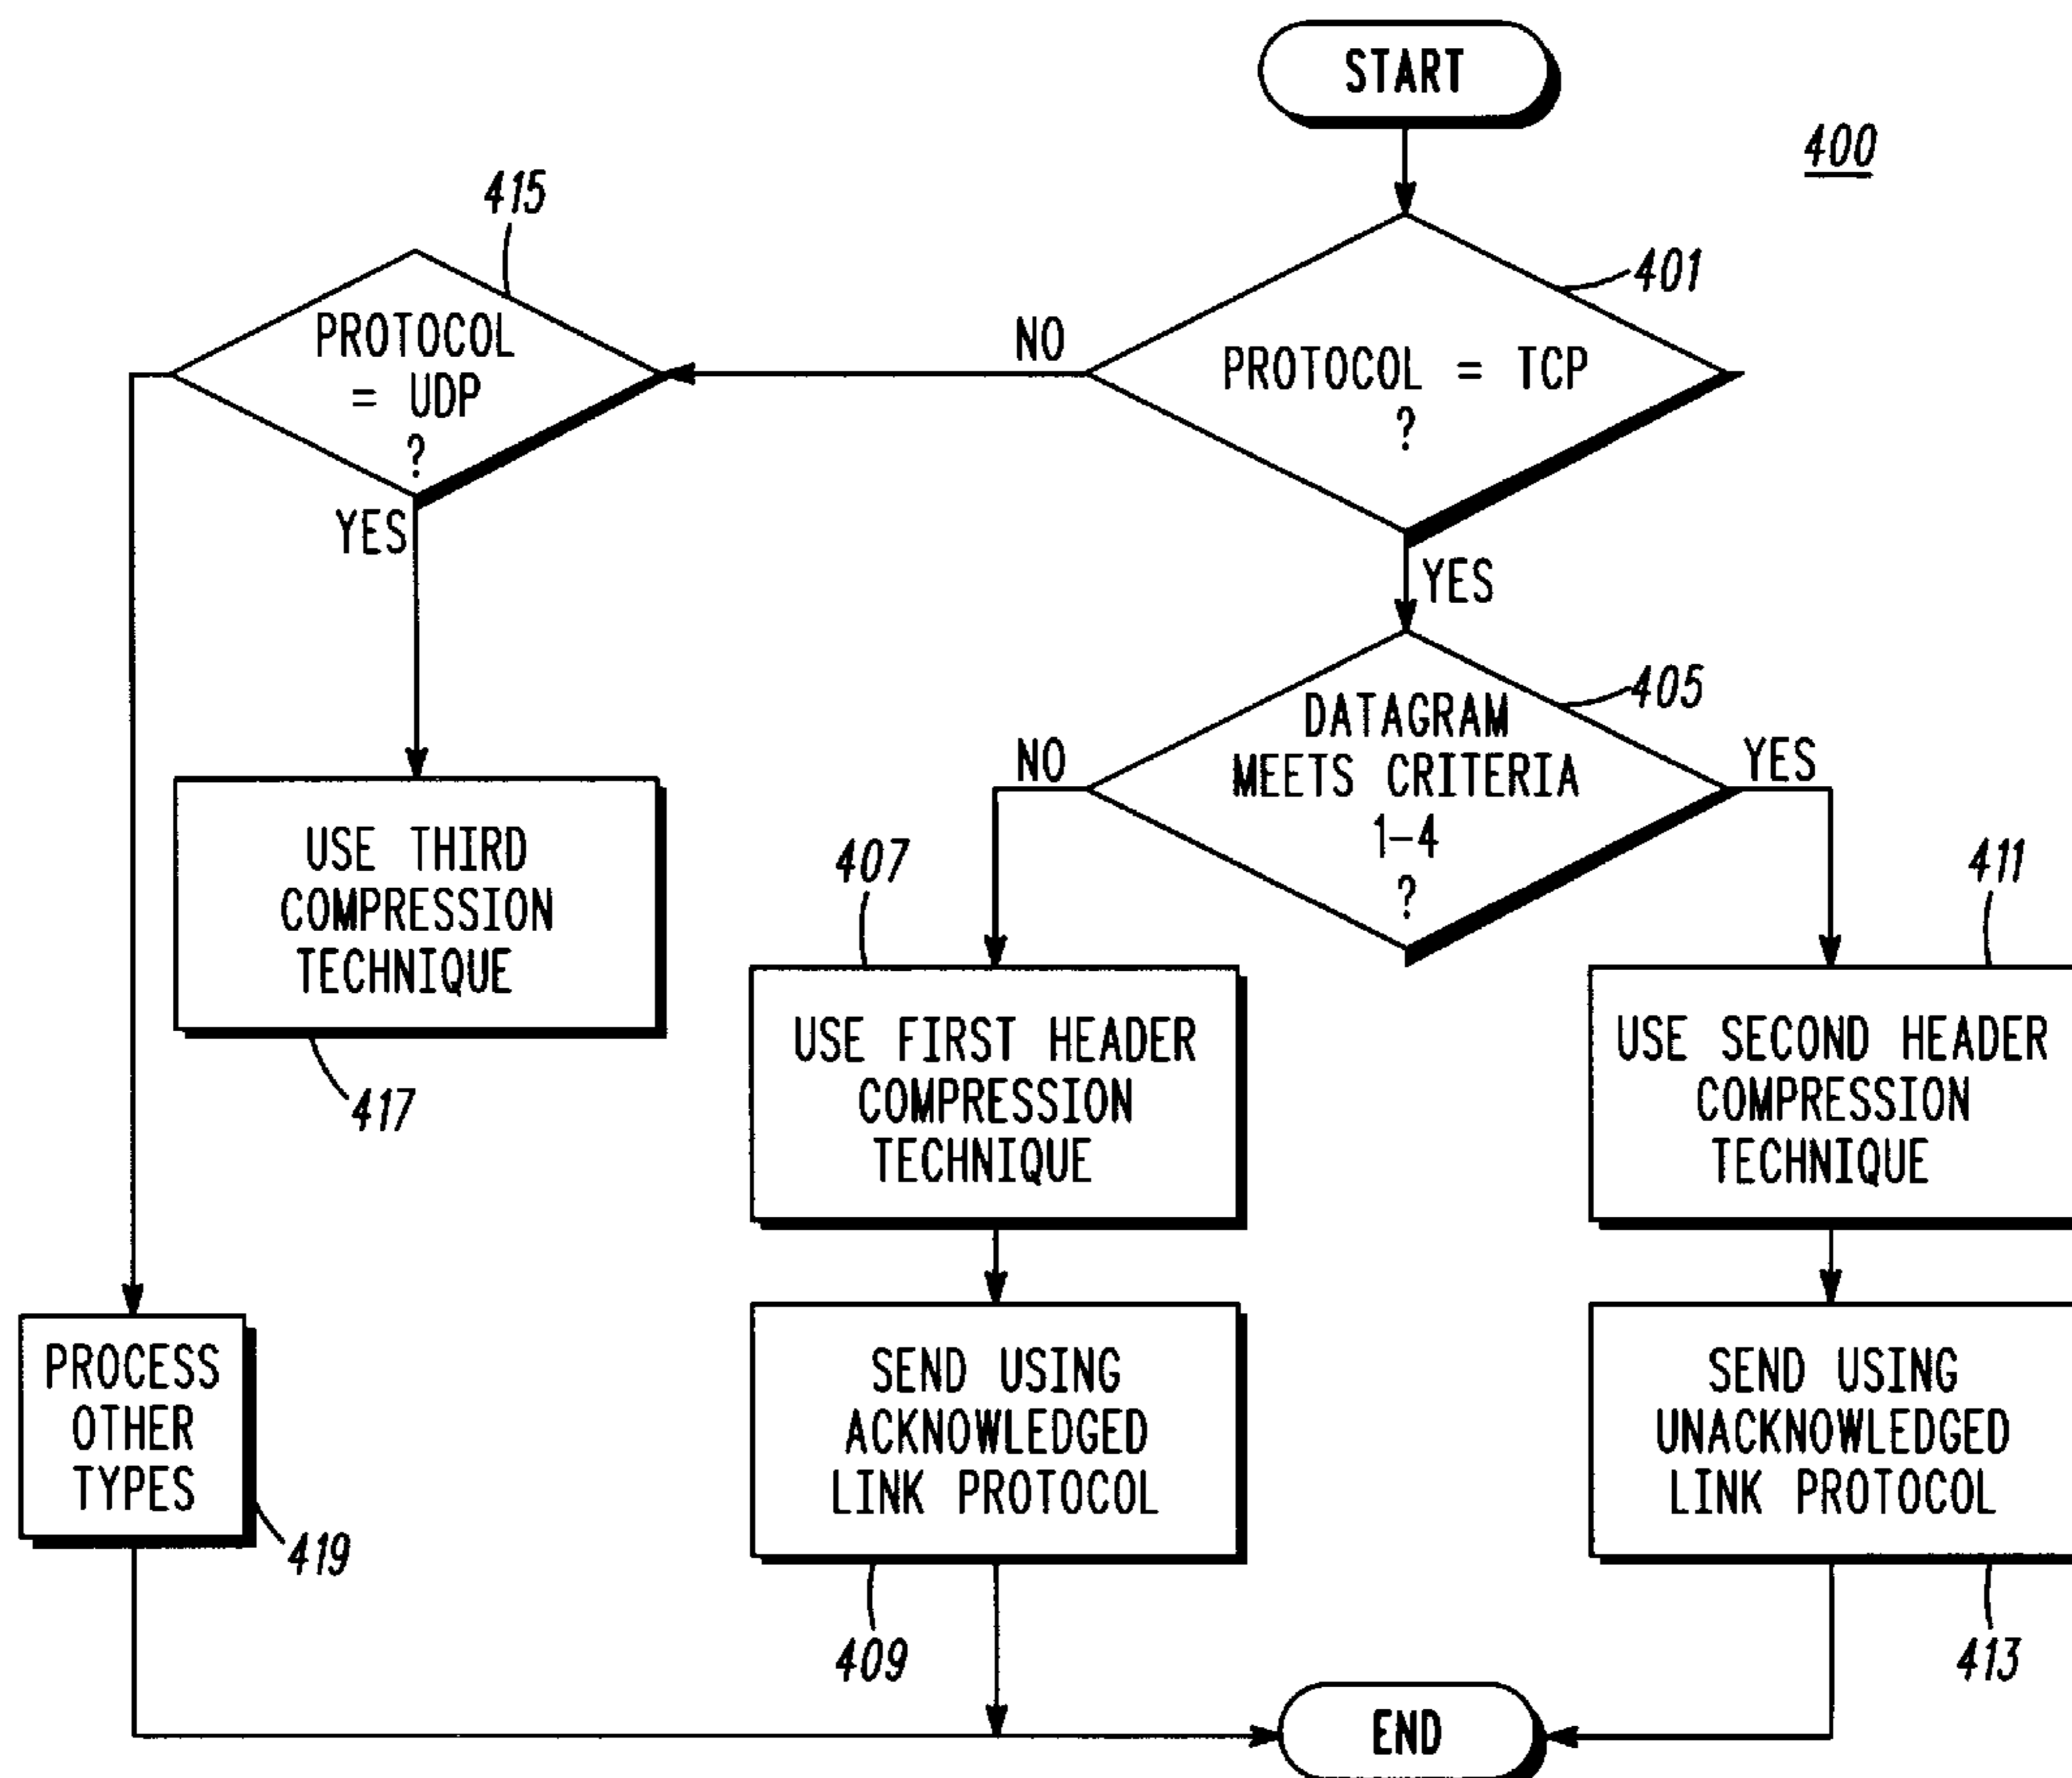 START
400
415
401
PROTOCOL
= UDP
?
NO
PROTOCOL = TCP
?
YES
YES
405
DATAGRAM
MEETS CRITERIA
1-4
?
NO
YES
USE THIRD
COMPRESSION
TECHNIQUE
417
407
411
USE FIRST HEADER
COMPRESSION
TECHNIQUE
USE SECOND HEADER
COMPRESSION
TECHNIQUE
PROCESS
OTHER
TYPES
419
SEND USING
ACKNOWLEDGED
LINK PROTOCOL
409
SEND USING
UNACKNOWLEDGED
LINK PROTOCOL
413
END